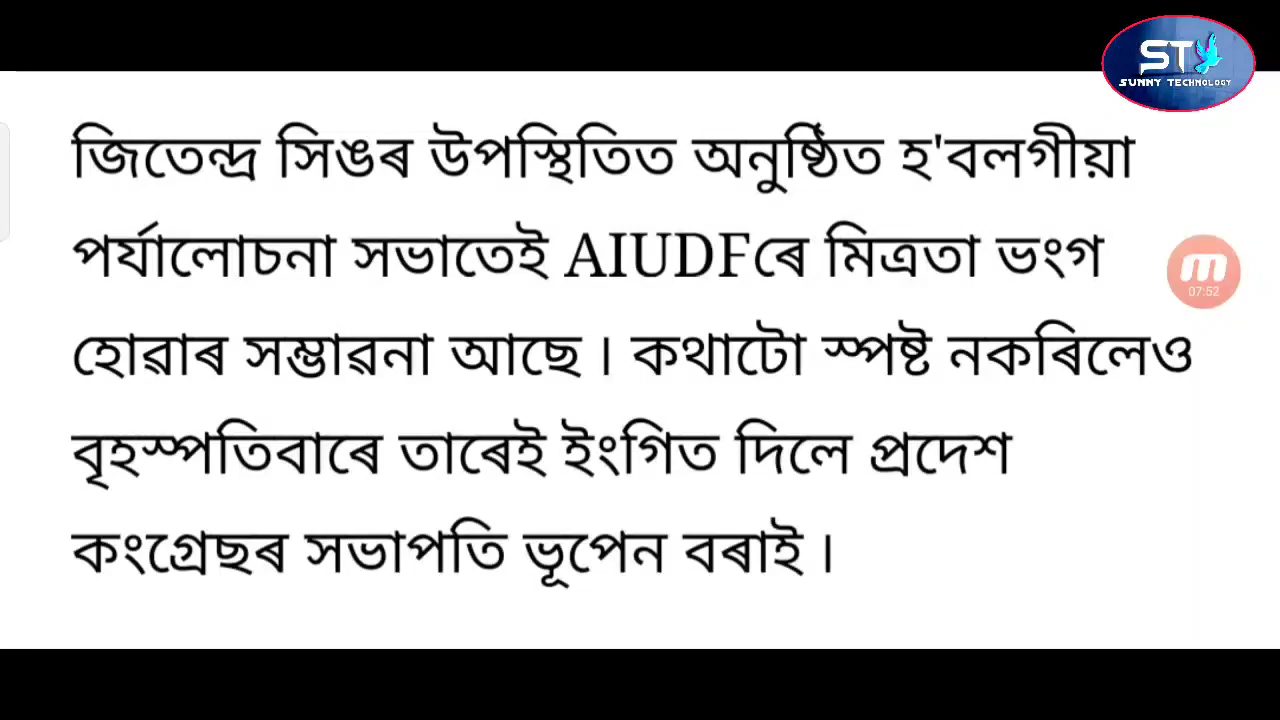 ST
SUNNY TECHNOLOGY
জিতেন্দ্ৰ সিঙৰ উপস্থিতিত অনুষ্ঠিত হ'বলগীয়া
পৰ্যালোচনা সভাতেই AIUDFৰে মিত্ৰতা ভংগ
07:52
হোৱাৰ সম্ভাৱনা আছে । কথাটো স্পষ্ট নকৰিলেও
বৃহস্পতিবাৰে তাৰেই ইংগিত দিলে প্ৰদেশ
কংগ্ৰেছৰ সভাপতি ভূপেন বৰাই ।